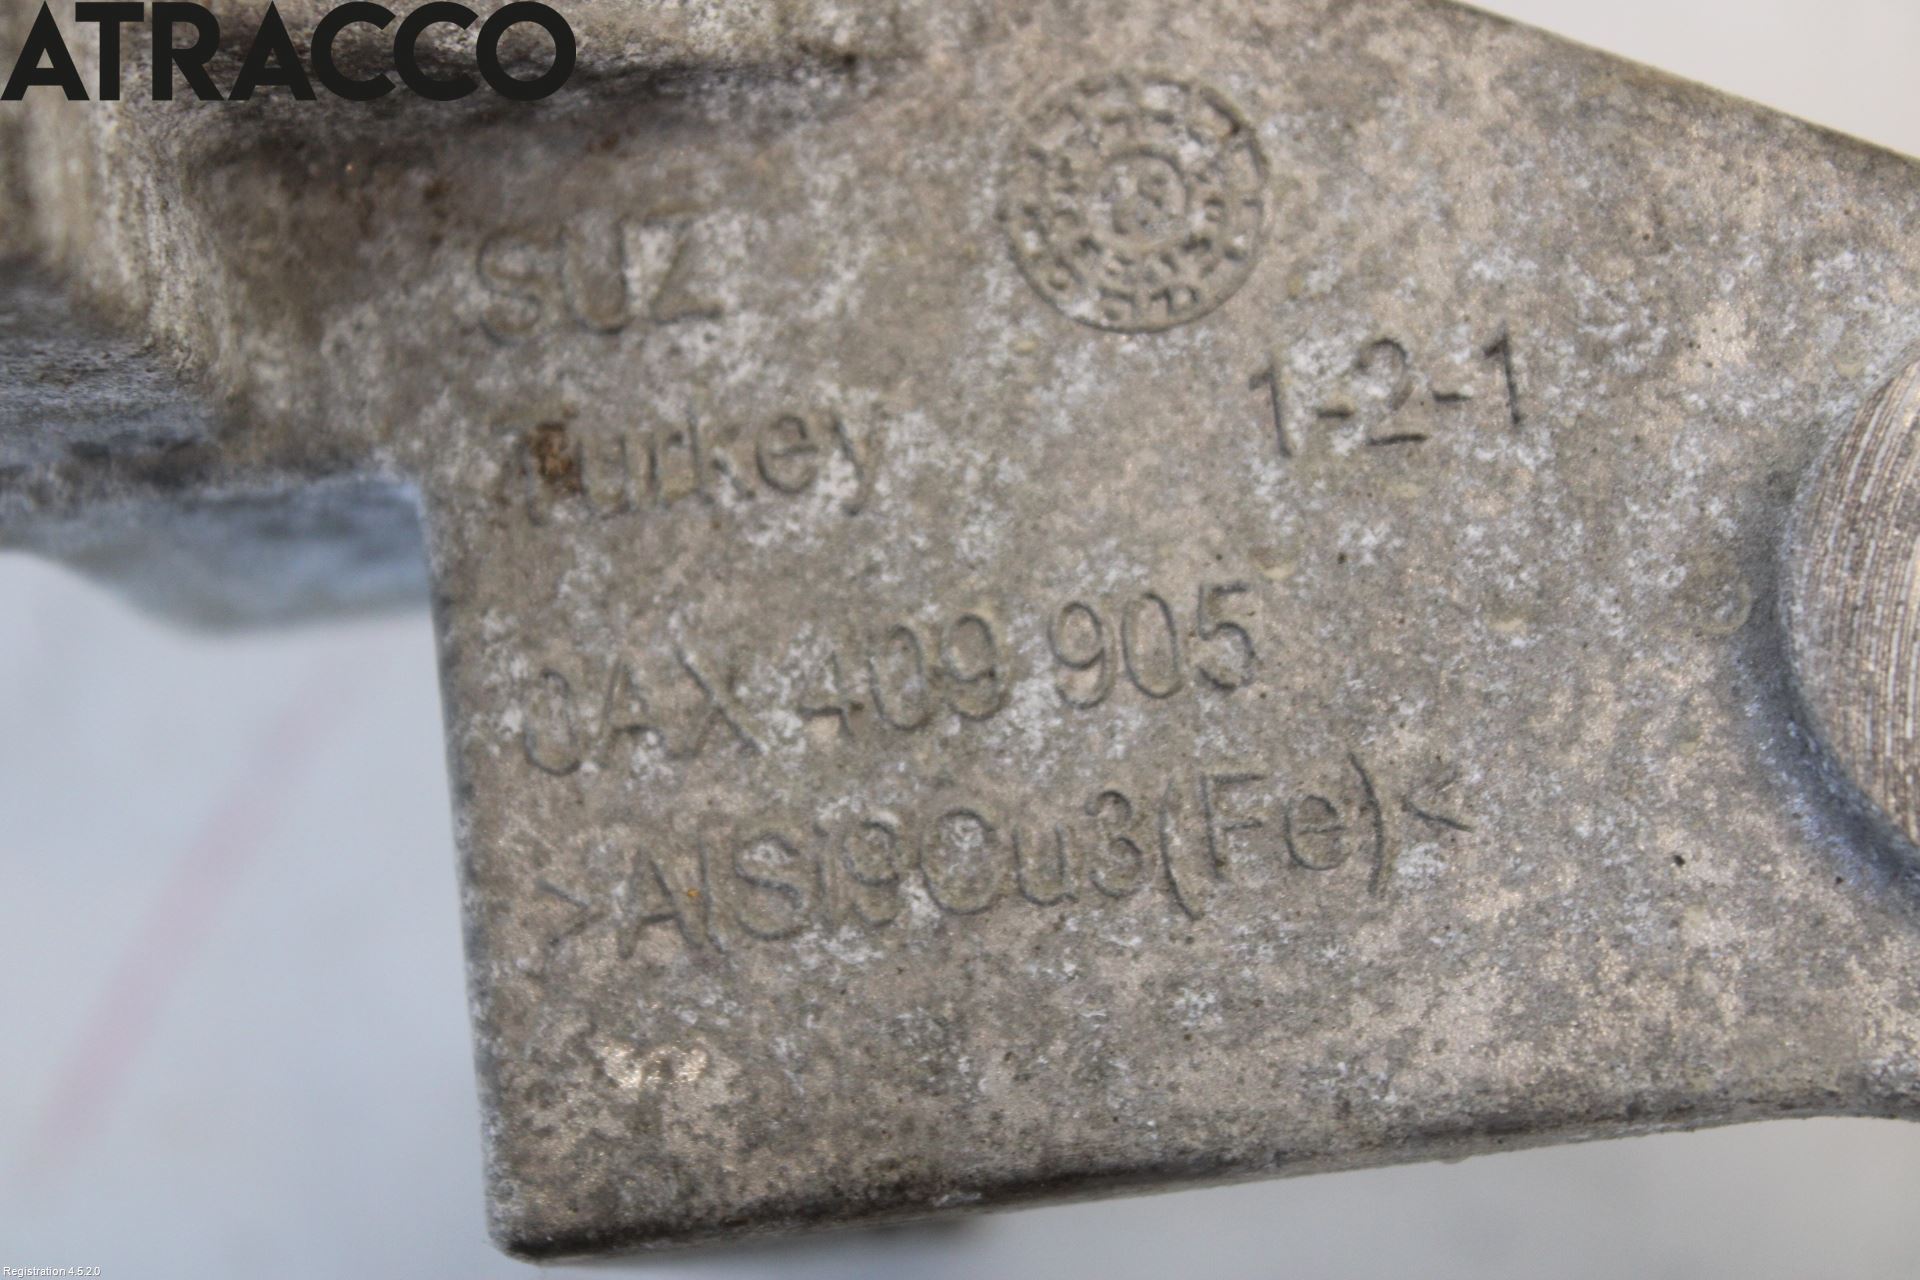 ATRACCO
SUZ
Turkey
1-2-1
0AX 409 905
>AlSi9Cu3(Fe)<
Registration 4.5.2.0